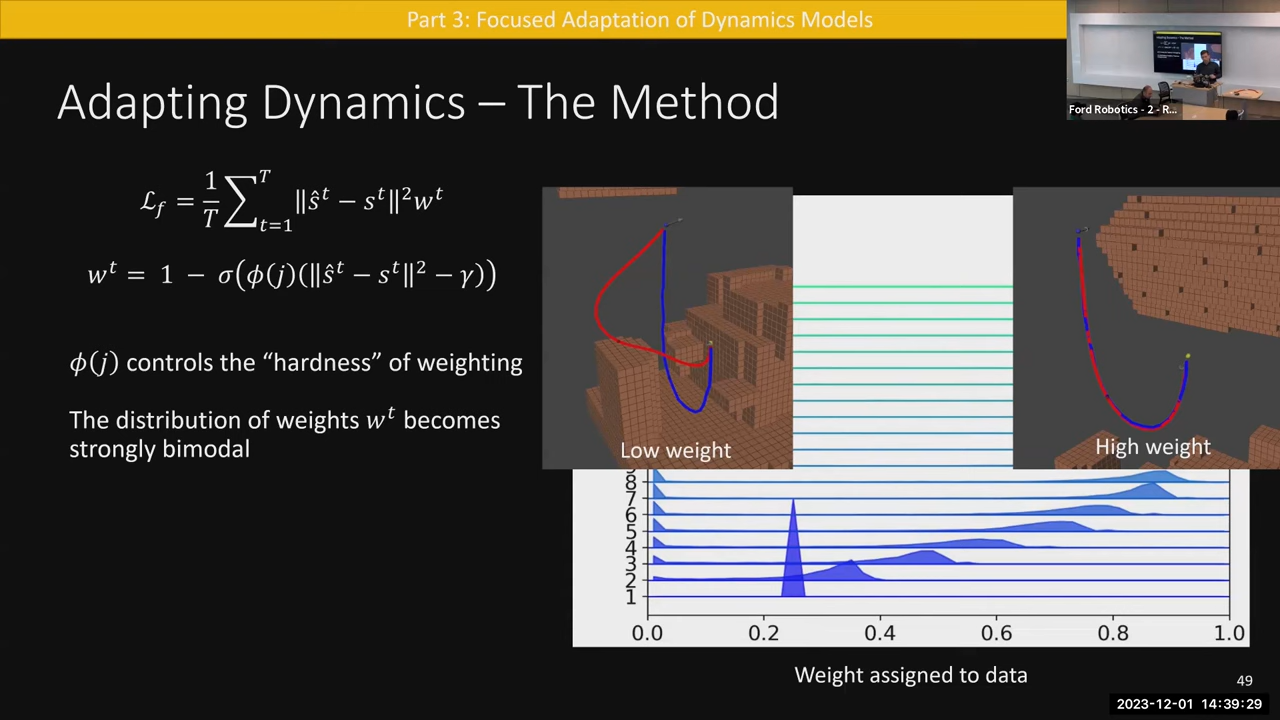 Part 3: Focused Adaptation of Dynamics Models
Ford Robotics - 2 - R...
Adapting Dynamics – The Method
ℒ_f = 1/T ∑_{t=1}^{T} ‖ŝ^t − s^t‖² w^t
w^t = 1 − σ(ϕ(j)(‖ŝ^t − s^t‖² − γ))
ϕ(j) controls the “hardness” of weighting
The distribution of weights w^t becomes
strongly bimodal
Low weight
High weight
8
7
6
5
4
3
2
1
0.0 0.2 0.4 0.6 0.8 1.0
Weight assigned to data
49
2023-12-01 14:39:29